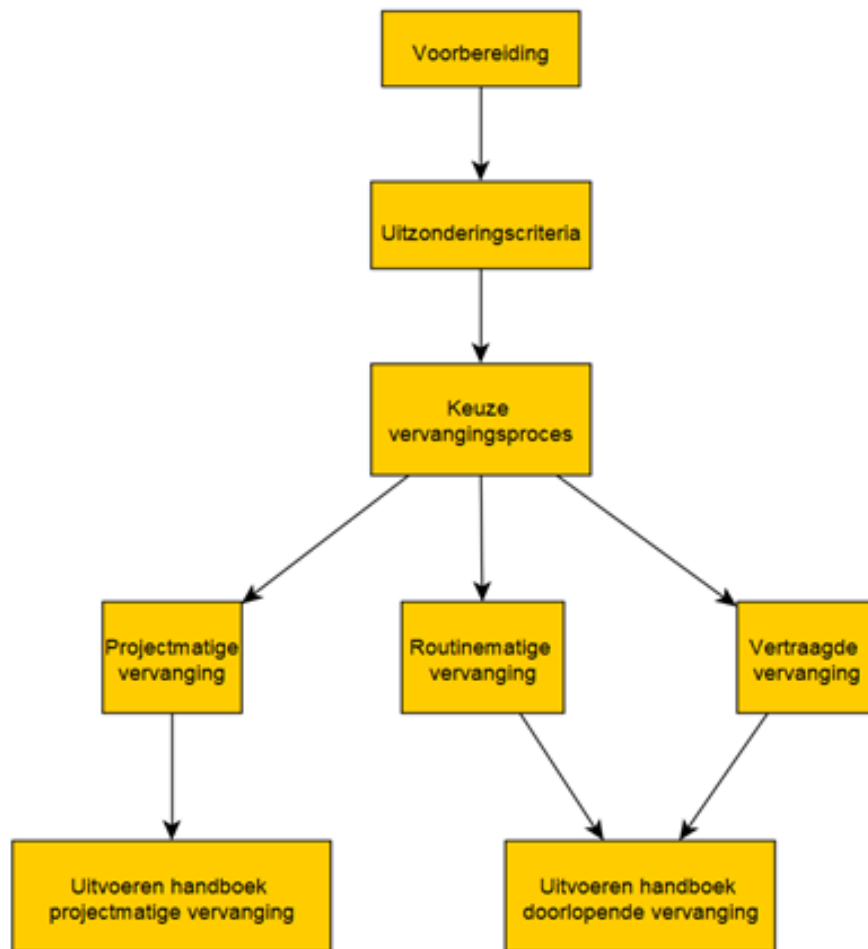 Voorbereiding
Uitzonderingscriteria
Keuze
vervangingsproces
Projectmatige
vervanging
Routinematige
vervanging
Vertraagde
vervanging
Uitvoeren handboek
projectmatige vervanging
Uitvoeren handboek
doorlopende vervanging